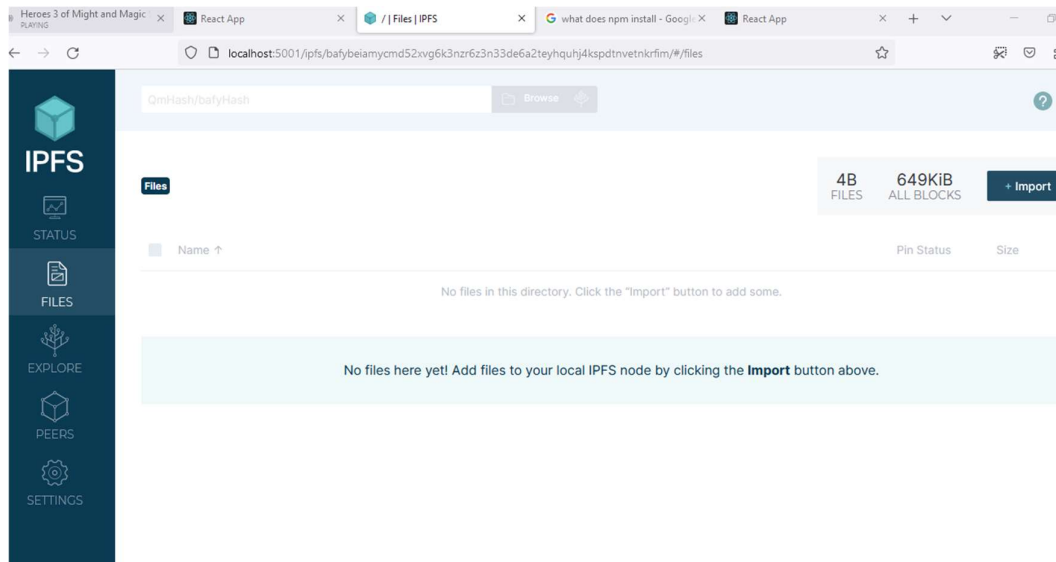 Heroes 3 of Might and Magic
PLAYING
React App
/ | Files | IPFS
what does npm install - Google
React App
localhost:5001/ipfs/bafybeiamycmd52xvg6k3nzr6z3n33de6a2teyhquhj4kspdtnvetnkrfim/#/files
QmHash/bafyHash
Browse
IPFS
STATUS
FILES
EXPLORE
PEERS
SETTINGS
Files
4B
FILES
649KiB
ALL BLOCKS
+ Import
Name ↑
Pin Status
Size
No files in this directory. Click the "Import" button to add some.
No files here yet! Add files to your local IPFS node by clicking the Import button above.